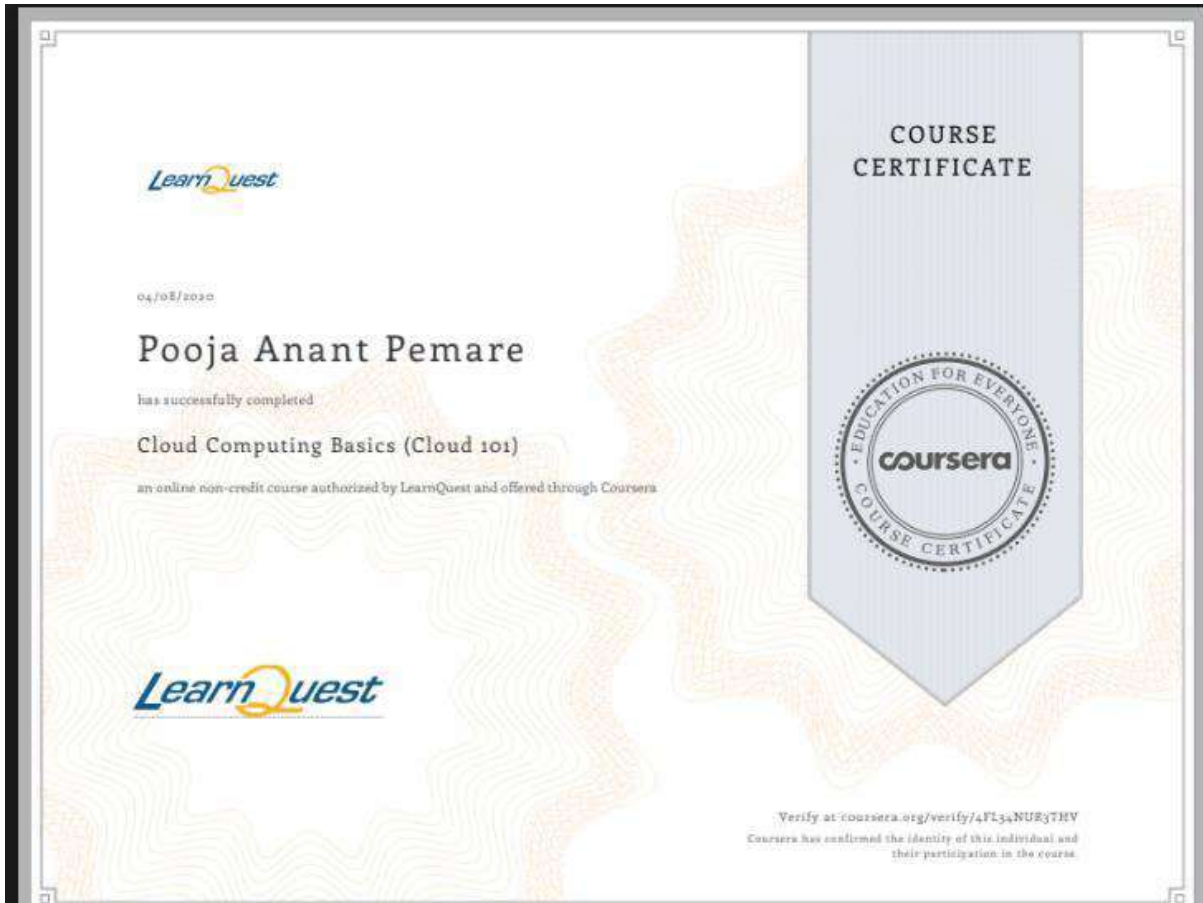 LearnQuest
04/08/2020
Pooja Anant Pemare
has successfully completed
Cloud Computing Basics (Cloud 101)
an online non-credit course authorized by LearnQuest and offered through Coursera
LearnQuest
COURSE
CERTIFICATE
EDUCATION FOR EVERYONE
coursera
COURSE CERTIFICATE
Verify at coursera.org/verify/4FL34NUR3THV
Coursera has confirmed the identity of this individual and
their participation in the course.